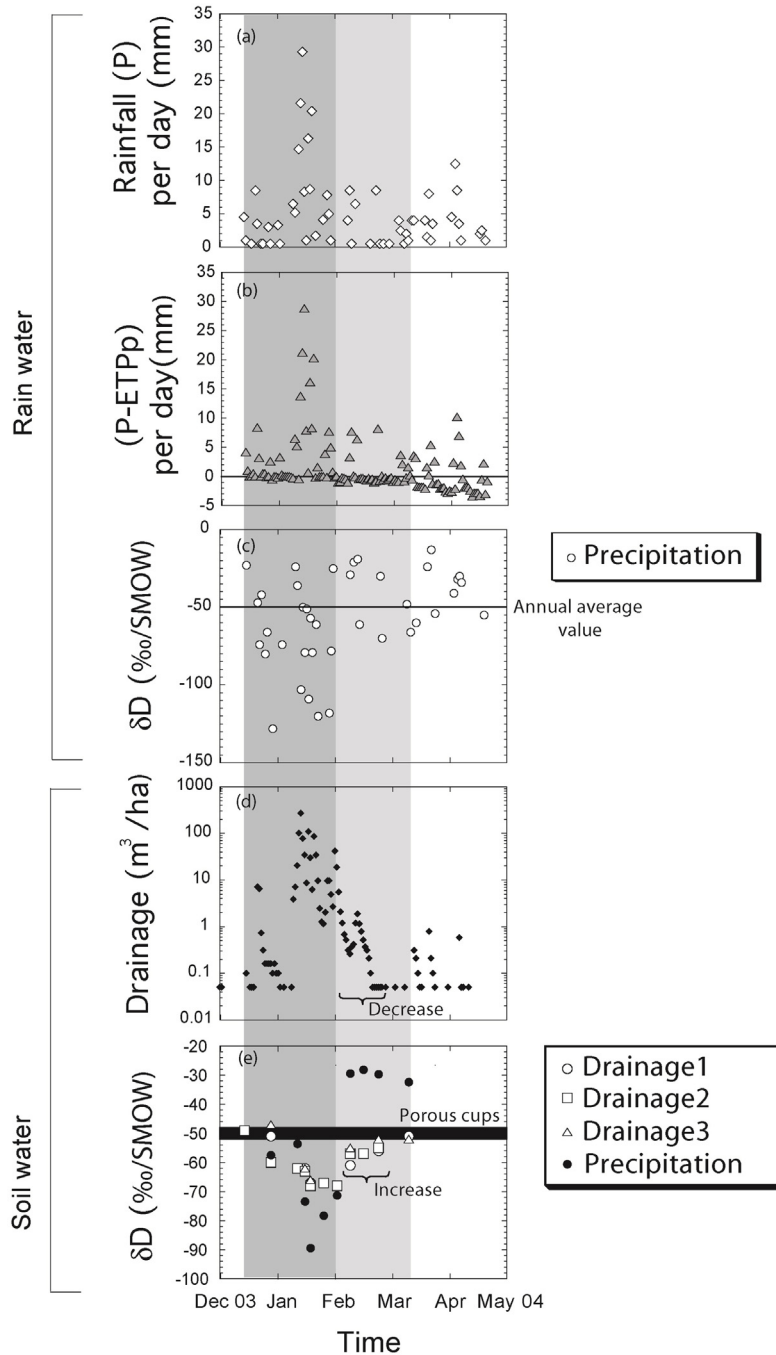 Rain water
Rainfall (P)
per day (mm)
35
30
25
20
15
10
5
0
(a)
(P-ETPp)
per day(mm)
35
30
25
20
15
10
5
0
-5
(b)
δD (‰/SMOW)
0
-50
-100
-150
(c)
Precipitation
Annual average
value
Soil water
Drainage (m³/ha)
1000
100
10
1
0.1
0.01
(d)
Decrease
δD (‰/SMOW)
-20
-30
-40
-50
-60
-70
-80
-90
-100
(e)
Porous cups
Increase
Drainage1
Drainage2
Drainage3
Precipitation
Dec 03 Jan Feb Mar Apr May 04
Time